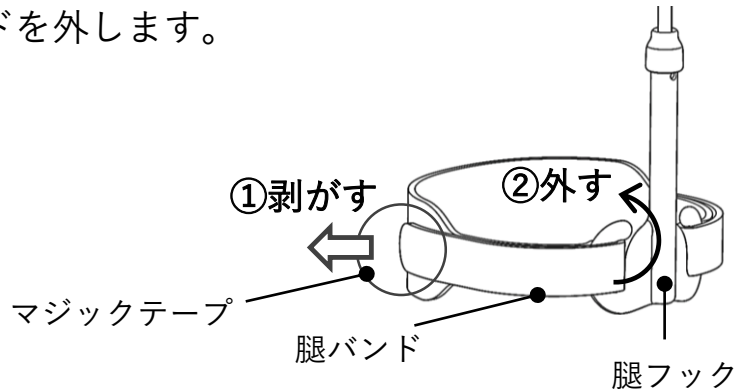 ドを外します。
①剥がす
②外す
マジックテープ
腿バンド
腿フック